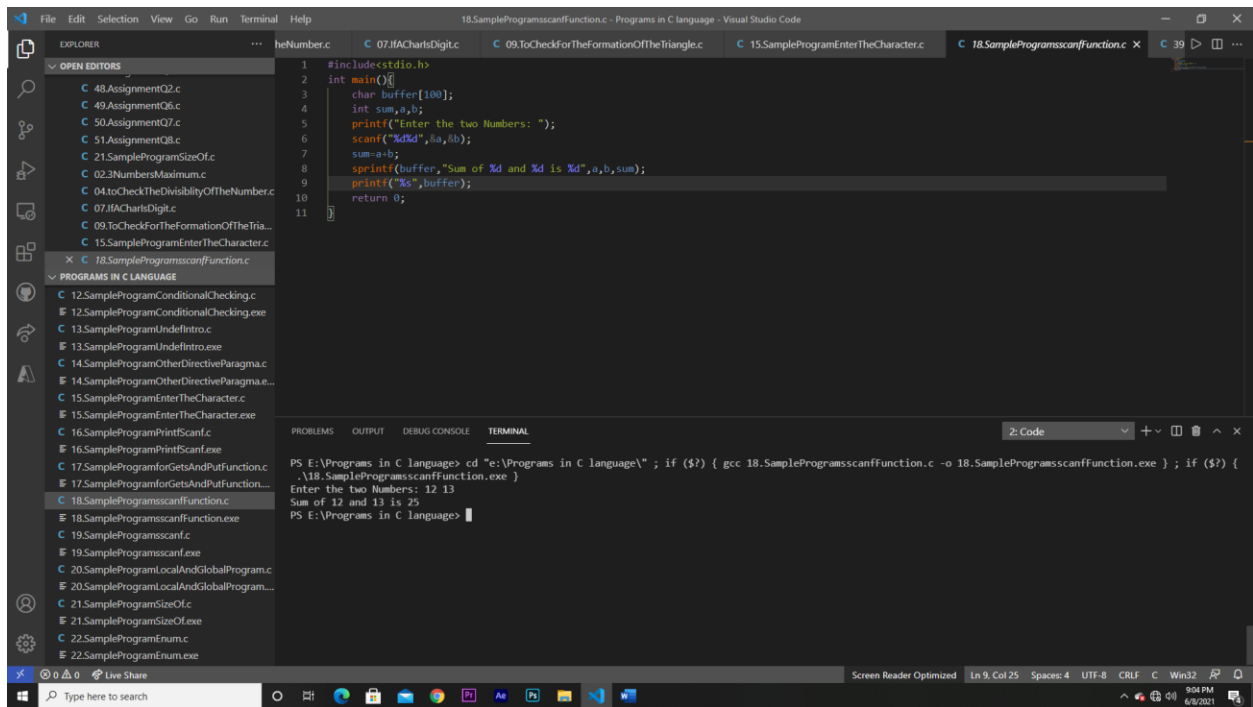 File Edit Selection View Go Run Terminal Help 18.SampleProgramsscanfFunction.c - Programs in C language - Visual Studio Code
EXPLORER
heNumber.c C 07.IfACharIsDigit.c C 09.ToCheckForTheFormationOfTheTriangle.c C 15.SampleProgramEnterTheCharacter.c C 18.SampleProgramsscanfFunction.c C 39
OPEN EDITORS
C 48.AssignmentQ2.c
C 49.AssignmentQ6.c
C 50.AssignmentQ7.c
C 51.AssignmentQ8.c
C 21.SampleProgramSizeOf.c
C 02.3NumbersMaximum.c
C 04.toCheckTheDivisiblityOfTheNumber.c
C 07.IfACharIsDigit.c
C 09.ToCheckForTheFormationOfTheTria...
C 15.SampleProgramEnterTheCharacter.c
C 18.SampleProgramsscanfFunction.c
PROGRAMS IN C LANGUAGE
C 12.SampleProgramConditionalChecking.c
12.SampleProgramConditionalChecking.exe
C 13.SampleProgramUndefIntro.c
13.SampleProgramUndefIntro.exe
C 14.SampleProgramOtherDirectiveParagma.c
14.SampleProgramOtherDirectiveParagma.e...
C 15.SampleProgramEnterTheCharacter.c
15.SampleProgramEnterTheCharacter.exe
C 16.SampleProgramPrintfScanf.c
16.SampleProgramPrintfScanf.exe
C 17.SampleProgramforGetsAndPutFunction.c
17.SampleProgramforGetsAndPutFunction....
C 18.SampleProgramsscanfFunction.c
18.SampleProgramsscanfFunction.exe
C 19.SampleProgramsscanf.c
19.SampleProgramsscanf.exe
C 20.SampleProgramLocalAndGlobalProgram.c
20.SampleProgramLocalAndGlobalProgram....
C 21.SampleProgramSizeOf.c
21.SampleProgramSizeOf.exe
C 22.SampleProgramEnum.c
22.SampleProgramEnum.exe
1 #include<stdio.h>
2 int main(){
3 char buffer[100];
4 int sum,a,b;
5 printf("Enter the two Numbers: ");
6 scanf("%d%d",&a,&b);
7 sum=a+b;
8 sprintf(buffer,"Sum of %d and %d is %d",a,b,sum);
9 printf("%s",buffer);
10 return 0;
11 }
PROBLEMS OUTPUT DEBUG CONSOLE TERMINAL 2: Code
PS E:\Programs in C language> cd "e:\Programs in C language\" ; if ($?) { gcc 18.SampleProgramsscanfFunction.c -o 18.SampleProgramsscanfFunction.exe } ; if ($?) {
.\18.SampleProgramsscanfFunction.exe }
Enter the two Numbers: 12 13
Sum of 12 and 13 is 25
PS E:\Programs in C language>
0 0 Live Share Screen Reader Optimized Ln 9, Col 25 Spaces: 4 UTF-8 CRLF C Win32
Type here to search Pr Ae Ps 9:04 PM
6/8/2021 4